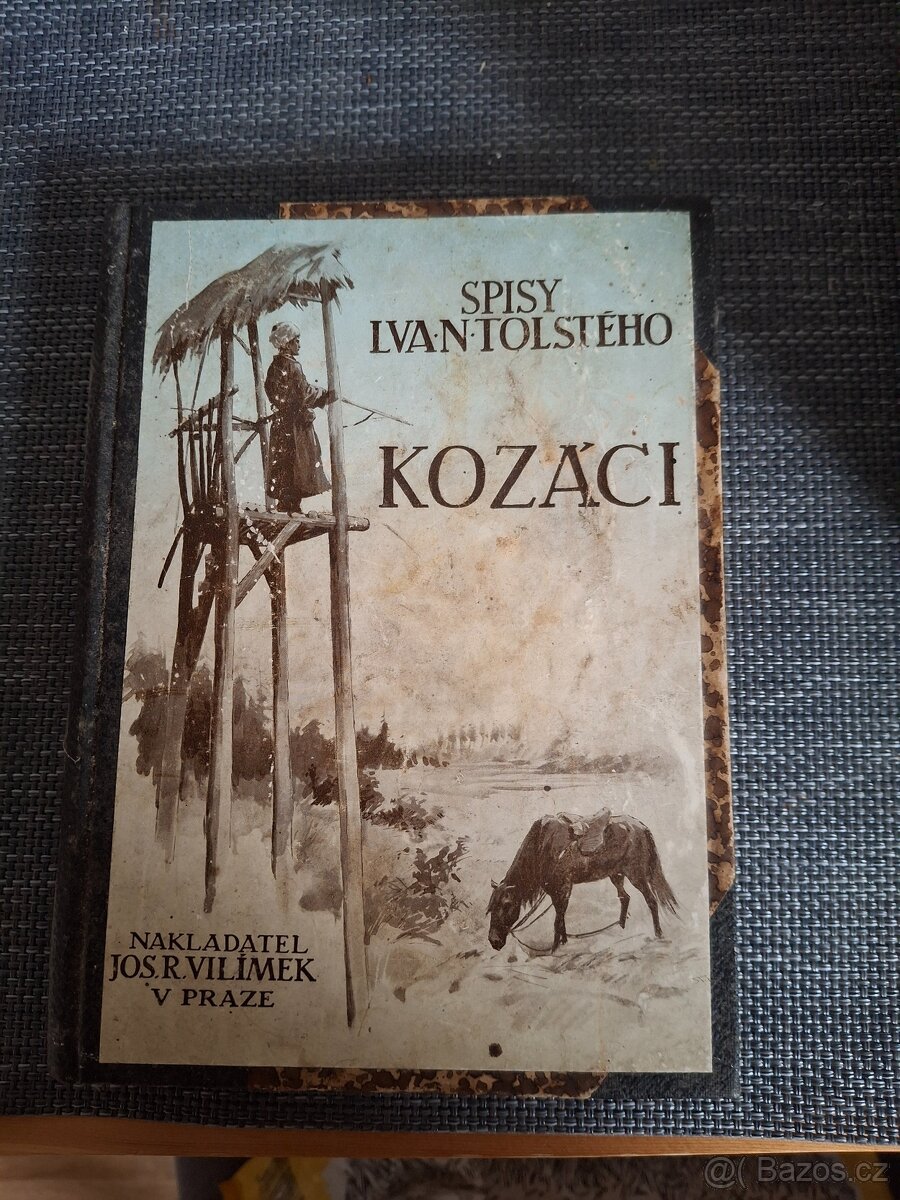 SPISY
LVA·N·TOLSTÉHO
KOZÁCI
NAKLADATEL
JOS.R.VILÍMEK
V PRAZE
@( Bazos.cz